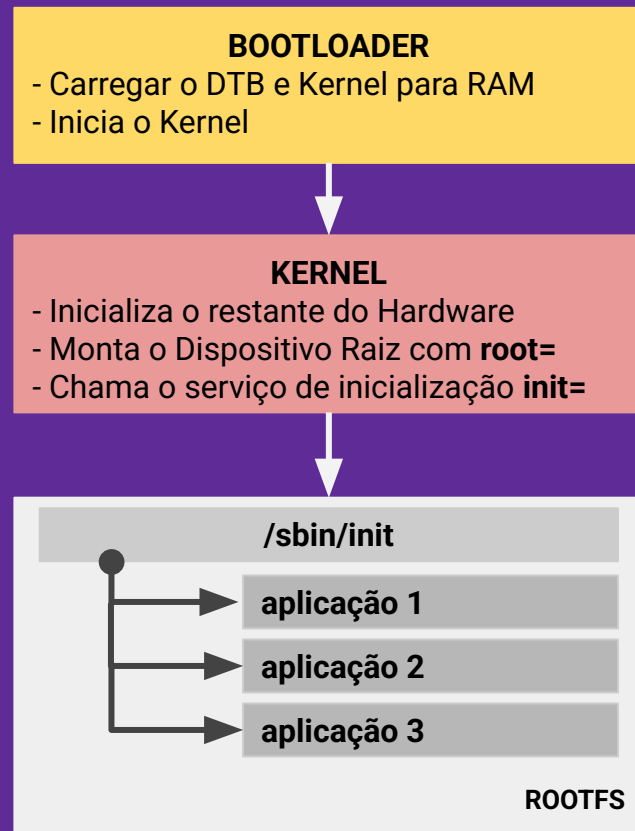 BOOTLOADER
- Carregar o DTB e Kernel para RAM
- Inicia o Kernel
KERNEL
- Inicializa o restante do Hardware
- Monta o Dispositivo Raiz com root=
- Chama o serviço de inicialização init=
/sbin/init
aplicação 1
aplicação 2
aplicação 3
ROOTFS